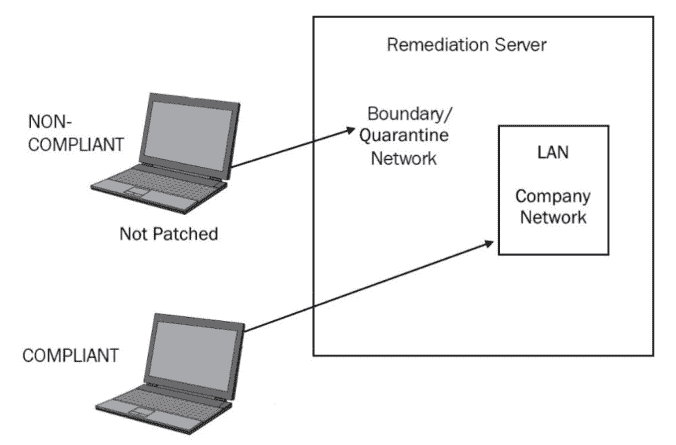 Remediation Server
NON-
COMPLIANT
Boundary/
Quarantine
Network
LAN
Company
Network
Not Patched
COMPLIANT